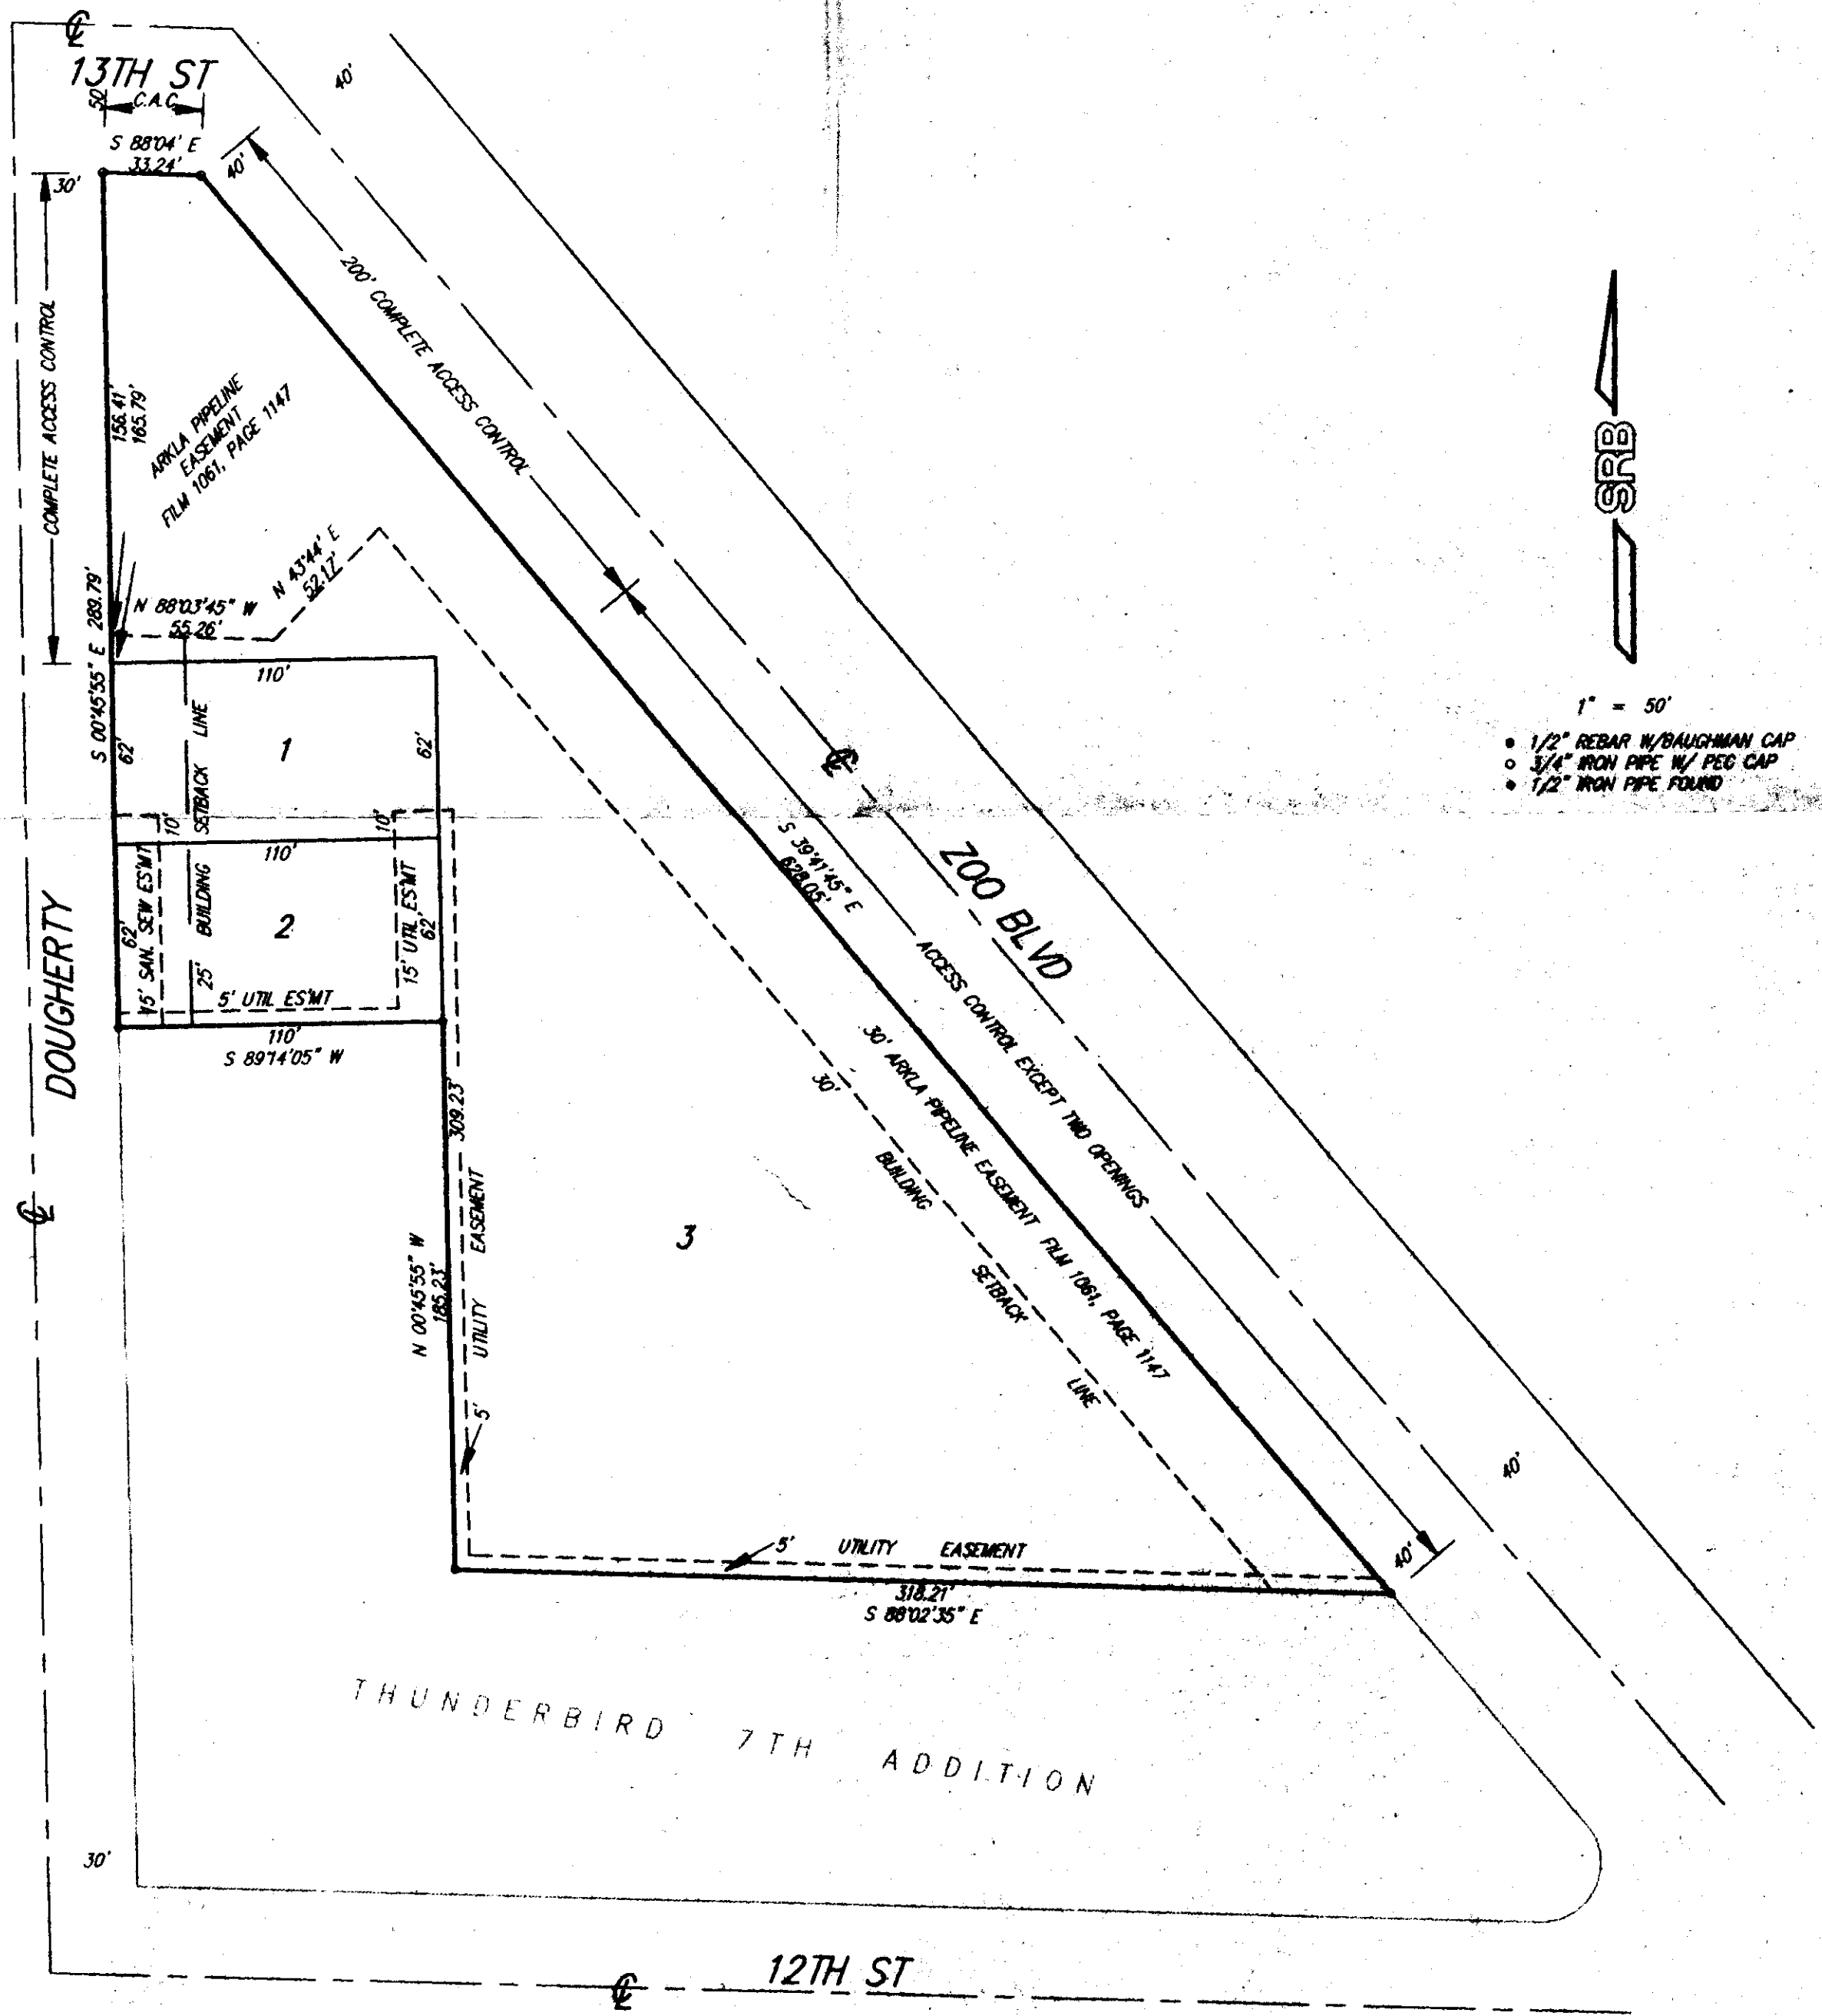 ℄
13TH ST
50'
C.A.C.
S 88°04' E
33.24'
30'
40'
40'
COMPLETE ACCESS CONTROL
200' COMPLETE ACCESS CONTROL
156.41'
165.79'
ARKLA PIPELINE
EASEMENT
FILM 1061, PAGE 1147
N 43°44' E
52.17'
N 88°03'45" W
55.26'
S 00°45'55" E 289.79'
110'
62'
BUILDING SETBACK LINE
25'
1
62'
10'
10'
110'
62'
15' SAN. SEW ES'MT
2
15' UTIL ES'MT
62'
5' UTIL ES'MT
110'
S 89°14'05" W
DOUGHERTY
℄
SRB
1" = 50'
1/2" REBAR W/BAUGHMAN CAP
3/4" IRON PIPE W/ PEC CAP
1/2" IRON PIPE FOUND
℄
ZOO BLVD
S 39°41'45" E
628.05'
ACCESS CONTROL EXCEPT TWO OPENINGS
30' ARKLA PIPELINE EASEMENT FILM 1061, PAGE 1147
30'
BUILDING SETBACK LINE
309.23'
UTILITY EASEMENT
N 00°45'55" W
185.23'
5'
3
5' UTILITY EASEMENT
318.21'
S 88°02'35" E
40'
40'
THUNDERBIRD 7TH ADDITION
30'
12TH ST
℄